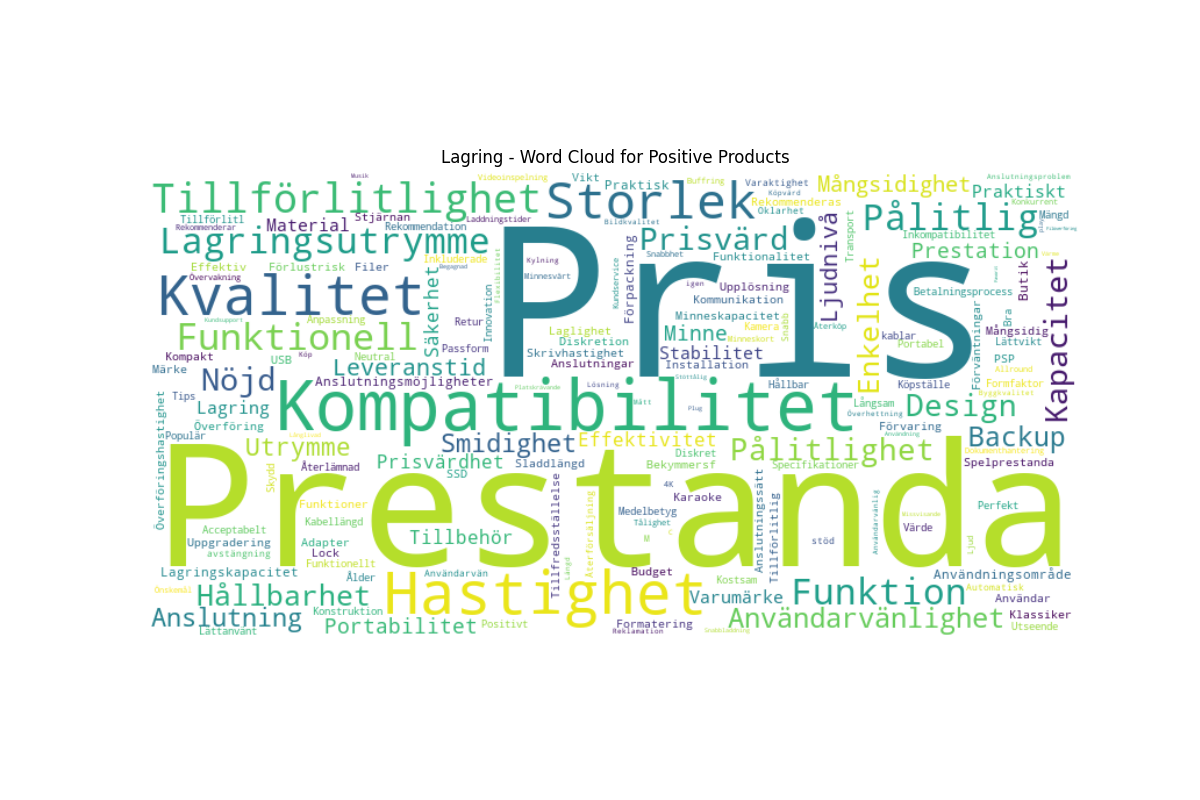 Lagring - Word Cloud for Positive Products
Musik
Videoinspelning
Vikt
Praktisk
Buffring
Varaktighet
Köpvärd
Mångsidighet
Anslutningsproblem
Praktiskt
Konkurrent
Tillförlitlighet
Storlek
Rekommenderas
Oklarhet
Pålitlig
Mängd
Tillförlitl
Rekommenderar
Material
Stjärnan
Rekommendation
Laddningstider
Bildkvalitet
Prisvärd
Ljudnivå
Transport
Inkompatibilitet
Lagringsutrymme
Pris
Snabbhet
Funktionalitet
Prestation
Butik
Effektiv
Förlustrisk
Filer
Inkluderade
Begagnad
Flexibilitet
Kylning
Minnesvärt
Kundservice
Förpackning
igen
Upplösning
Kommunikation
Övervakning
Kvalitet
Säkerhet
Innovation
Enkelhet
Betalningsprocess
Kapacitet
Kundsupport
Anpassning
Retur
Minneskapacitet
Kamera
Snabb
Återköp
Förväntningar
Bra
Mångsidig
Funktionell
Laglighet
Diskretion
Minne
Minneskort
kablar
Portabel
Lättvikt
Kompakt
USB
Köp
Neutral
Passform
Skrivhastighet
Stabilitet
PSP
Märke
Leveranstid
Anslutningar
Installation
Allround
Nöjd
Anslutningsmöjligheter
Lösning
Hållbar
Köpställe
Formfaktor
Byggkvalitet
Tips
Lagring
Kompatibilitet
Mått
Plug
Långsam
Överhettning
Design
Överföringshastighet
Överföring
Förvaring
Användning
Populär
Utrymme
Smidighet
Effektivitet
Pålitlighet
Backup
Dokumenthantering
Skydd
Återlämnad
Prisvärdhet
SSD
Sladdlängd
Diskret
Bekymmersf
Specifikationer
Spelprestanda
Prestanda
4K
Karaoke
Funktioner
Tillfredsställelse
Återförsäljning
Medelbetyg
Tålighet
Anslutningssätt
Tillförlitlig
Användarvänlig
Perfekt
Kabellängd
Acceptabelt
Uppgradering
avstängning
Adapter
Lock
Tillbehör
M
C
stöd
Värde
Ljud
Funktionellt
Längd
Lagringskapacitet
Ålder
Användarvän
Budget
Kostsam
Användningsområde
Önskemål
Hållbarhet
Hastighet
Varumärke
Funktion
Automatisk
Användar
Anslutning
Konstruktion
Användarvänlighet
Klassiker
Lättanvänt
Portabilitet
Positivt
Formatering
Reklamation
Snabbladdning
Utseende